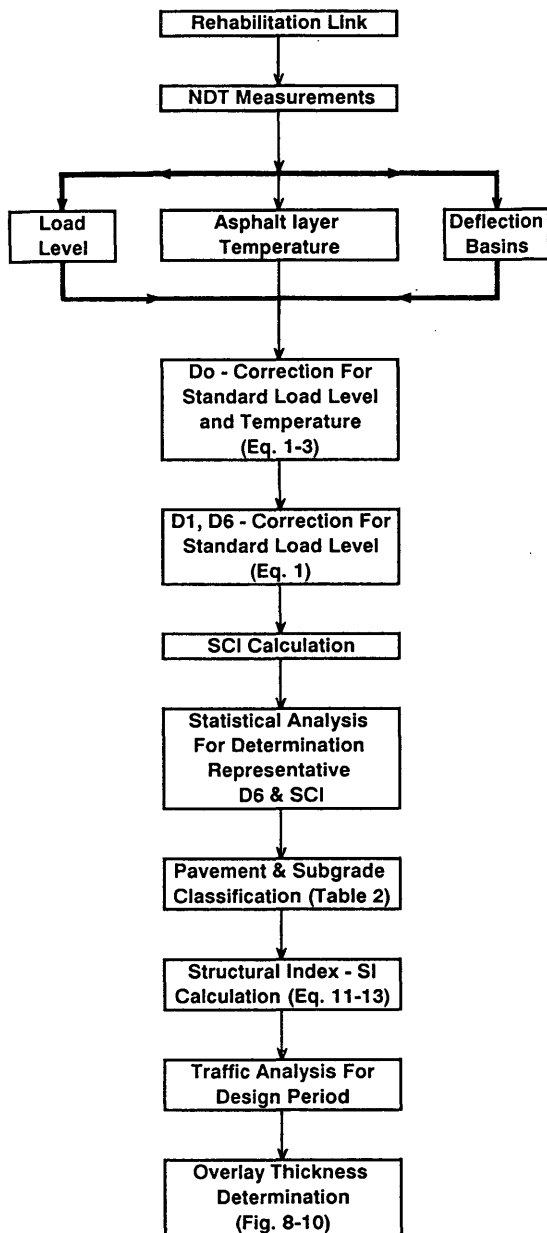 Rehabilitation Link
NDT Measurements
Load
Level
Asphalt layer
Temperature
Deflection
Basins
Do - Correction For
Standard Load Level
and Temperature
(Eq. 1-3)
D1, D6 - Correction For
Standard Load Level
(Eq. 1)
SCI Calculation
Statistical Analysis
For Determination
Representative
D6 & SCI
Pavement & Subgrade
Classification (Table 2)
Structural Index - SI
Calculation (Eq. 11-13)
Traffic Analysis For
Design Period
Overlay Thickness
Determination
(Fig. 8-10)